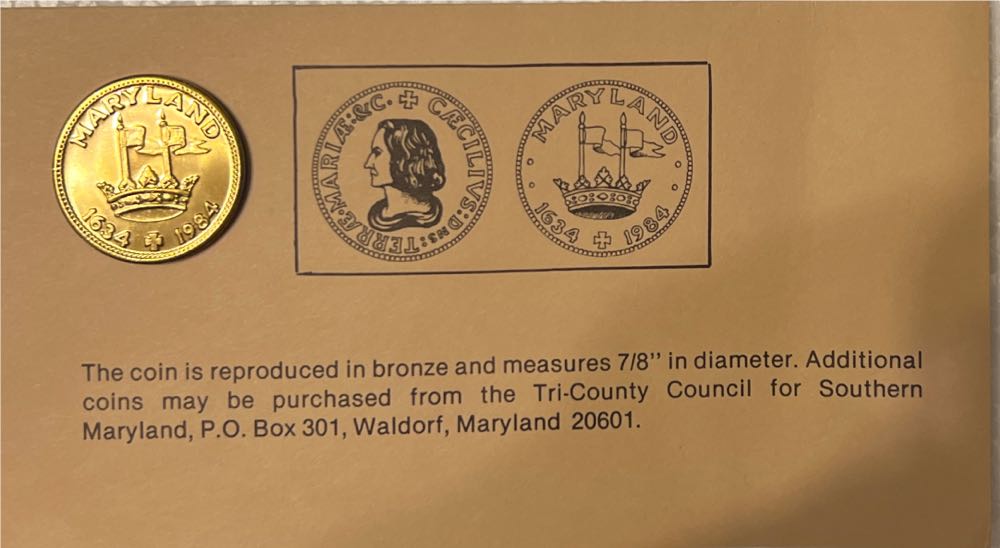 MARYLAND
1634 ✠ 1984
TERRÆ:MARIÆ:&C. ✠ CÆCILIVS:Dns:
MARYLAND
1634 ✠ 1984
The coin is reproduced in bronze and measures 7/8'' in diameter. Additional
coins may be purchased from the Tri-County Council for Southern
Maryland, P.O. Box 301, Waldorf, Maryland 20601.